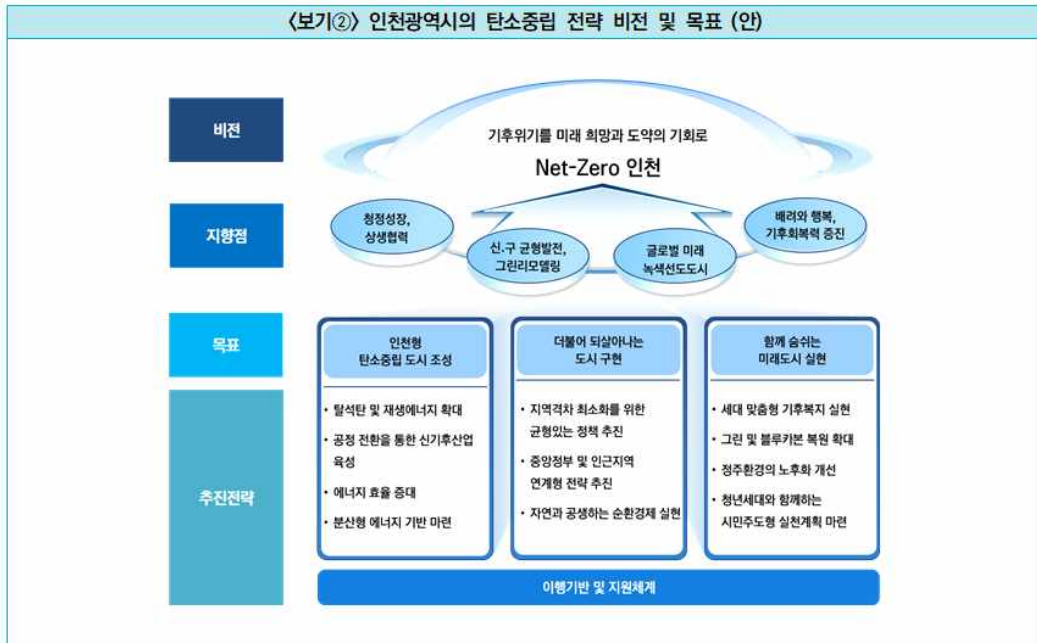 〈보기②〉 인천광역시의 탄소중립 전략 비전 및 목표 (안)
비전
기후위기를 미래 희망과 도약의 기회로
Net-Zero 인천
지향점
청정성장,
상생협력
신.구 균형발전,
그린리모델링
글로벌 미래
녹색선도도시
배려와 행복,
기후회복력 증진
목표
인천형
탄소중립 도시 조성
더불어 되살아나는
도시 구현
함께 숨쉬는
미래도시 실현
추진전략
• 탈석탄 및 재생에너지 확대
• 공정 전환을 통한 신기후산업
육성
• 에너지 효율 증대
• 분산형 에너지 기반 마련
• 지역격차 최소화를 위한
균형있는 정책 추진
• 중앙정부 및 인근지역
연계형 전략 추진
• 자연과 공생하는 순환경제 실현
• 세대 맞춤형 기후복지 실현
• 그린 및 블루카본 복원 확대
• 정주환경의 노후화 개선
• 청년세대와 함께하는
시민주도형 실천계획 마련
이행기반 및 지원체계